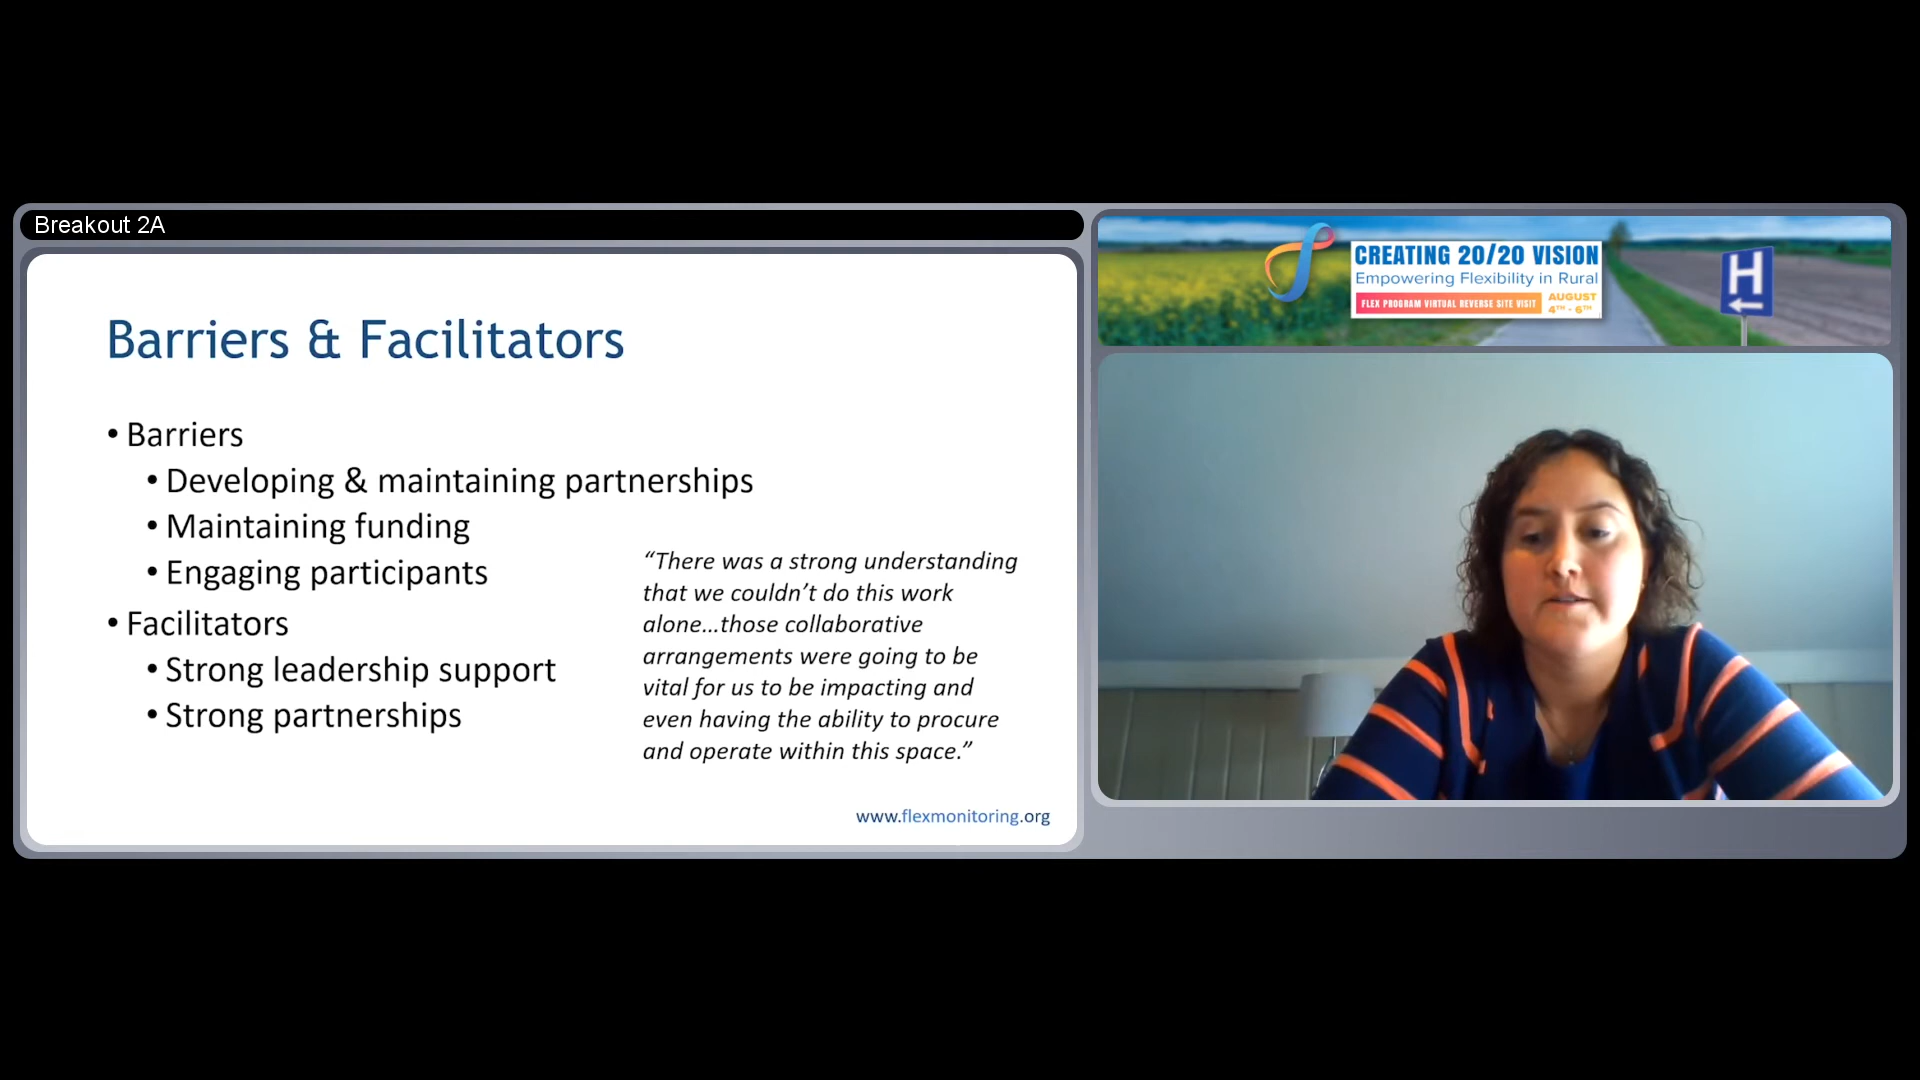 Breakout 2A
Barriers & Facilitators
• Barriers
• Developing & maintaining partnerships
• Maintaining funding
• Engaging participants
• Facilitators
• Strong leadership support
• Strong partnerships
“There was a strong understanding
that we couldn’t do this work
alone…those collaborative
arrangements were going to be
vital for us to be impacting and
even having the ability to procure
and operate within this space.”
www.flexmonitoring.org
CREATING 20/20 VISION
Empowering Flexibility in Rural
FLEX PROGRAM VIRTUAL REVERSE SITE VISIT
AUGUST
4TH - 6TH
H